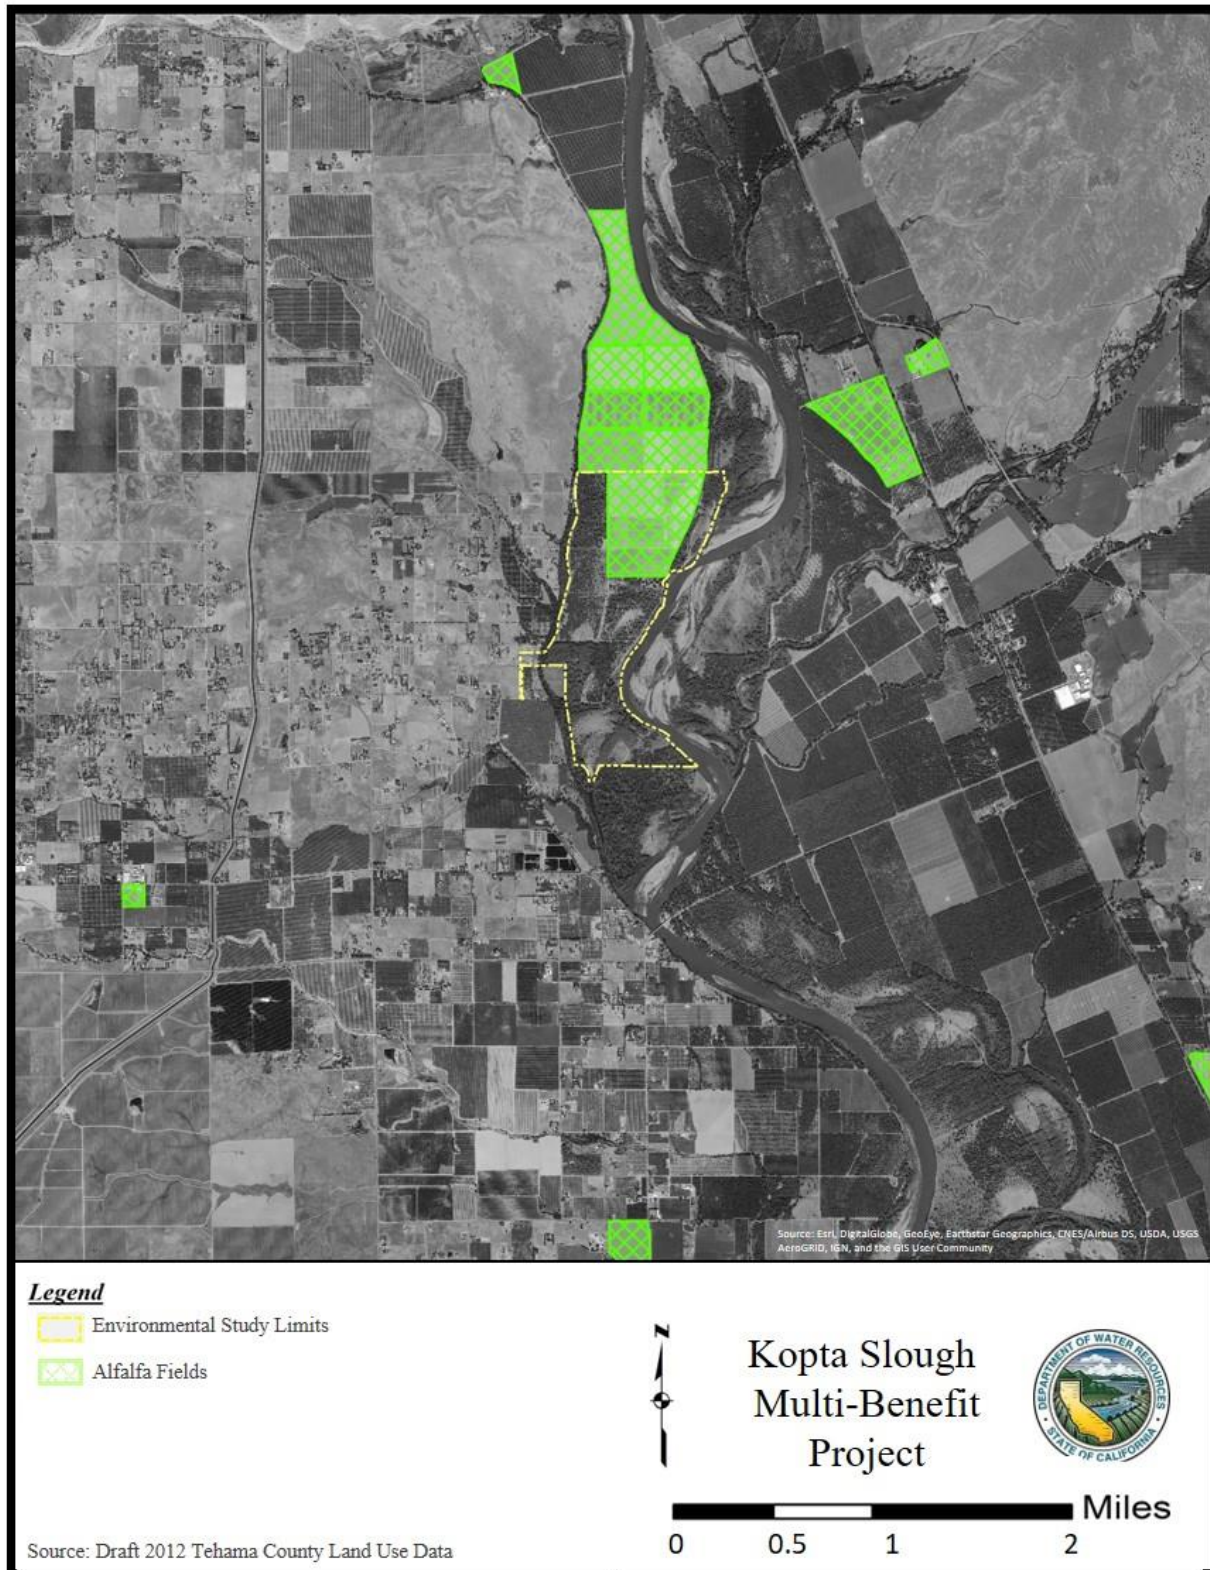 Source: Esri, DigitalGlobe, GeoEye, Earthstar Geographics, CNES/Airbus DS, USDA, USGS
AeroGRID, IGN, and the GIS User Community
Legend
Environmental Study Limits
Alfalfa Fields
Source: Draft 2012 Tehama County Land Use Data
N
Kopta Slough
Multi-Benefit
Project
DEPARTMENT OF WATER RESOURCES
STATE OF CALIFORNIA
Miles
0 0.5 1 2